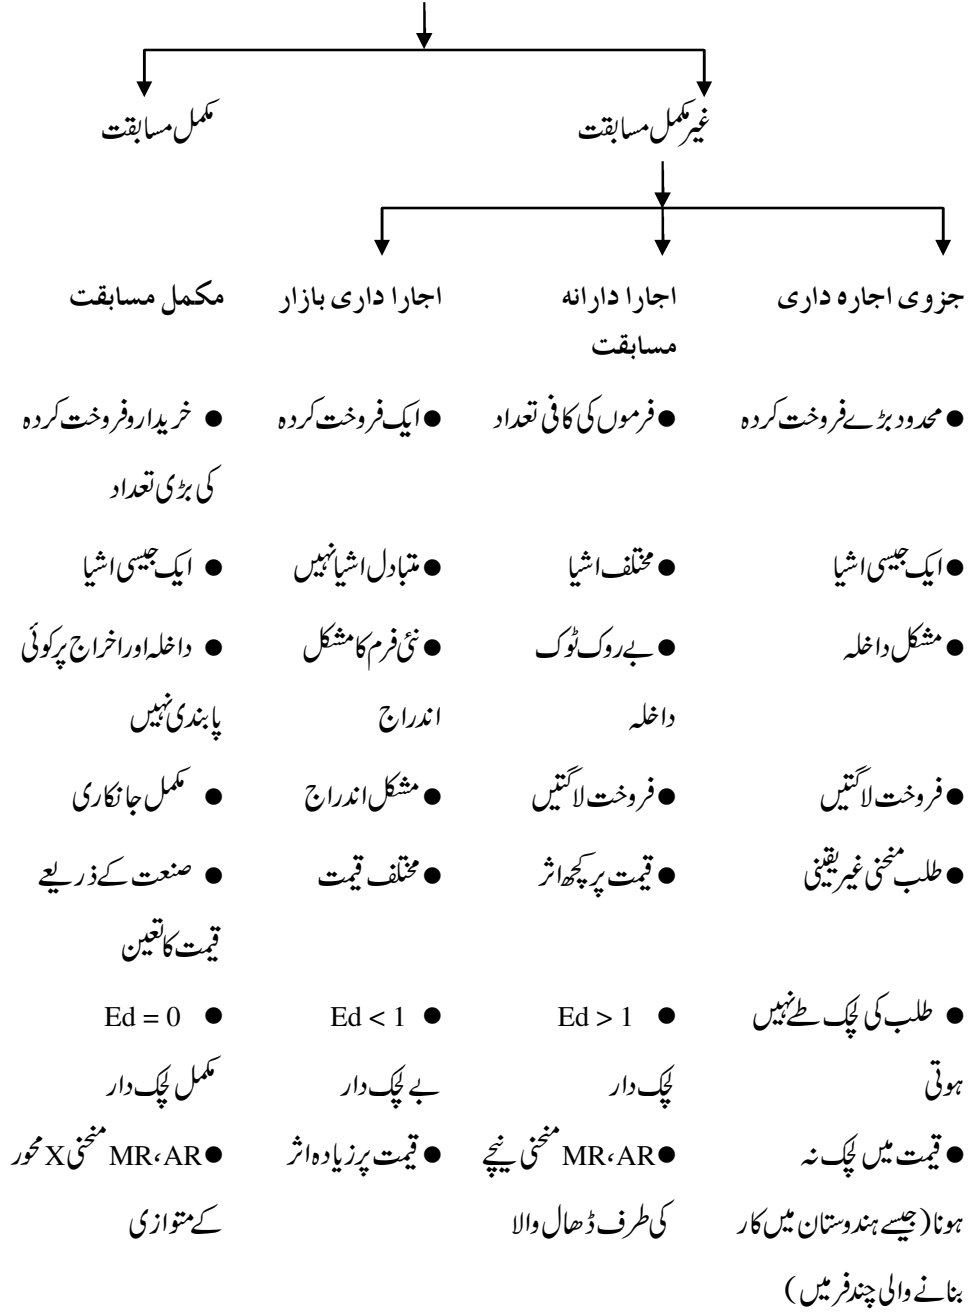 غیر مکمل مسابقت
مکمل مسابقت
جزوی اجارہ داری
اجارا دارانہ
مسابقت
اجارا داری بازار
مکمل مسابقت
● محدود بڑے فروخت کردہ
● فرموں کی کافی تعداد
● ایک فروخت کردہ
● خریدار و فروخت کردہ
کی بڑی تعداد
● ایک جیسی اشیا
● مختلف اشیا
● متبادل اشیا نہیں
● ایک جیسی اشیا
● مشکل داخلہ
● بے روک ٹوک
داخلہ
● نئی فرم کا مشکل
اندراج
● داخلہ اور اخراج پر کوئی
پابندی نہیں
● فروخت لاگتیں
● فروخت لاگتیں
● مشکل اندراج
● مکمل جانکاری
● طلب منحنی غیر یقینی
● قیمت پر کچھ اثر
● مختلف قیمت
● صنعت کے ذریعے
قیمت کا تعین
● طلب کی لچک طے نہیں
ہوتی
● Ed > 1
لچک دار
● Ed < 1
بے لچک دار
● Ed = 0
مکمل لچک دار
● قیمت میں لچک نہ
ہونا (جیسے ہندوستان میں کار
بنانے والی چند فرمیں)
● MR،AR منحنی نیچے
کی طرف ڈھال والا
● قیمت پر زیادہ اثر
● MR،AR منحنی X محور
کے متوازی